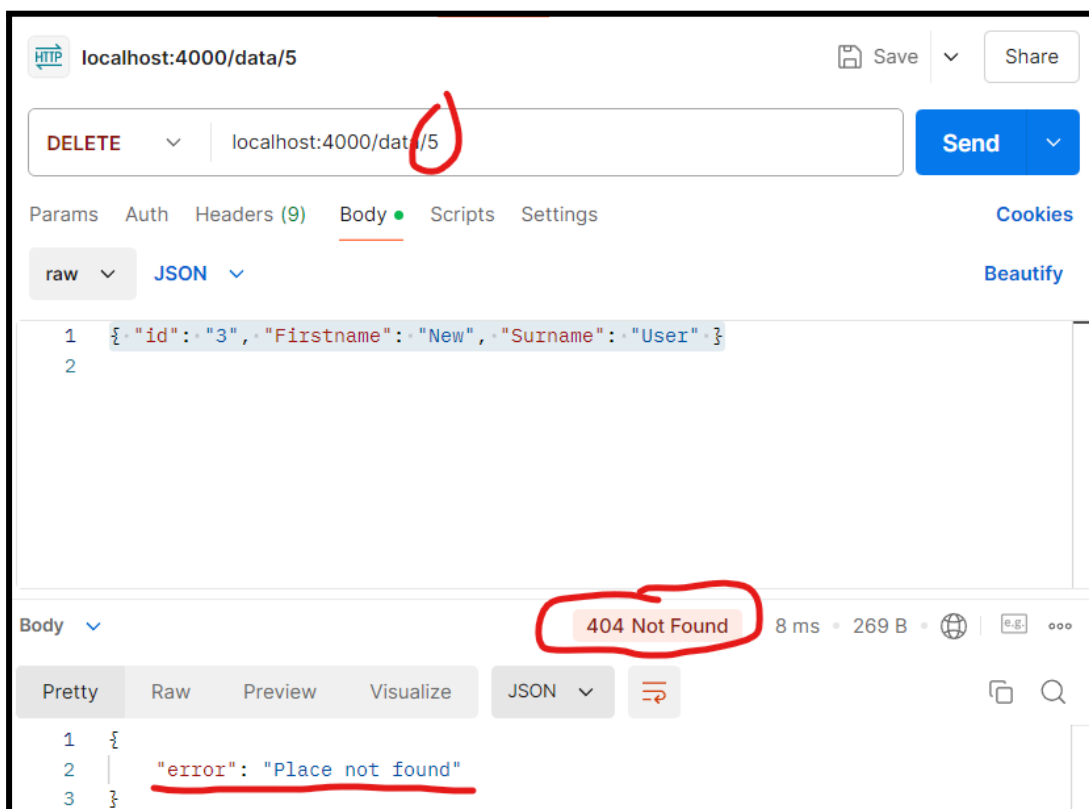 HTTP localhost:4000/data/5 Save Share
DELETE localhost:4000/data/5 Send
Params Auth Headers (9) Body Scripts Settings Cookies
raw JSON Beautify
1 { "id": "3", "Firstname": "New", "Surname": "User" }
2
Body 404 Not Found 8 ms 269 B e.g.
Pretty Raw Preview Visualize JSON
1 {
2 "error": "Place not found"
3 }